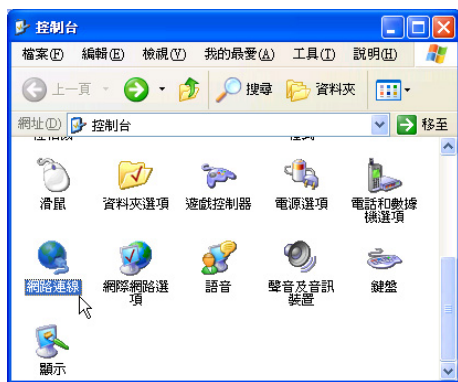 控制台
檔案(F) 編輯(E) 檢視(V) 我的最愛(A) 工具(T) 說明(H)
上一頁 搜尋 資料夾
網址(D) 控制台 移至
滑鼠 資料夾選項 遊戲控制器 電源選項 電話和數據
機選項
網路連線 網際網路選 語音 聲音及音訊 鍵盤
項 裝置
顯示